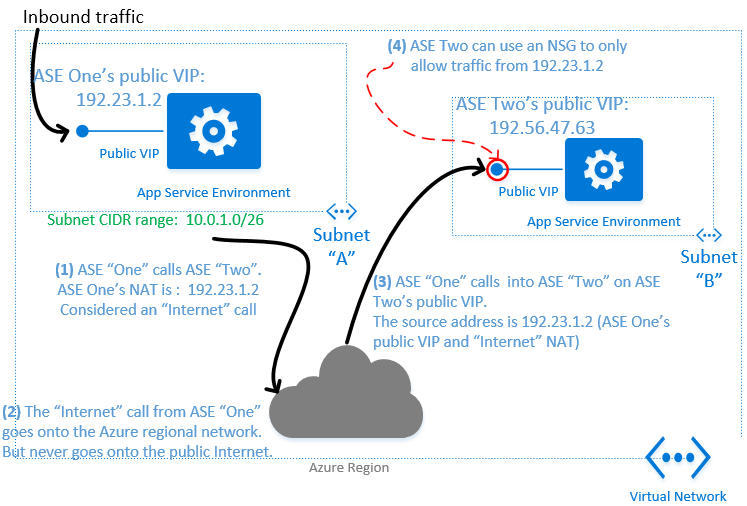 Inbound traffic
(4) ASE Two can use an NSG to only
allow traffic from 192.23.1.2
ASE One's public VIP:
192.23.1.2
Public VIP
App Service Environment
ASE Two's public VIP:
192.56.47.63
Public VIP
App Service Environment
Subnet CIDR range: 10.0.1.0/26
Subnet
"A"
Subnet
"B"
(1) ASE "One" calls ASE "Two".
ASE One's NAT is : 192.23.1.2
Considered an "Internet" call
(3) ASE "One" calls into ASE "Two" on ASE
Two's public VIP.
The source address is 192.23.1.2 (ASE One's
public VIP and "Internet" NAT)
(2) The "Internet" call from ASE "One"
goes onto the Azure regional network.
But never goes onto the public Internet.
Azure Region
Virtual Network